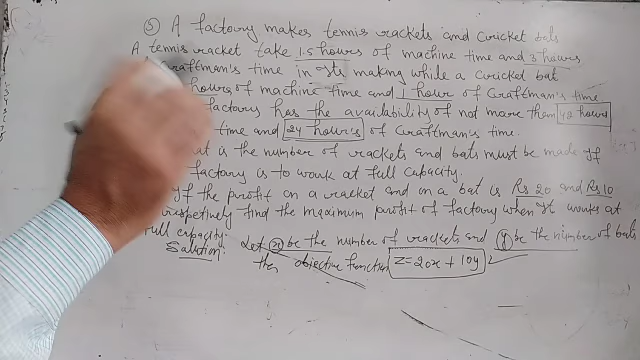 ⑤ A factory makes tennis rackets and cricket bats
A tennis racket take 1.5 hours of machine time and 3 hours
craftman's time in Its making while a cricket bat
hours of machine time and 1 hour of craftman's time
factory has the availability of not more them 42 hours
time and 24 hours of craftman's time.
at is the number of rackets and bats must be made If
factory is to work at full capacity.
If the profit on a racket and on a bat is Rs 20 and Rs 10
respetively find the maximum profit of factory when It works at
full capacity.
Solution: Let x be the number of rackets and y be the number of bats
then objective function Z = 20x + 10y